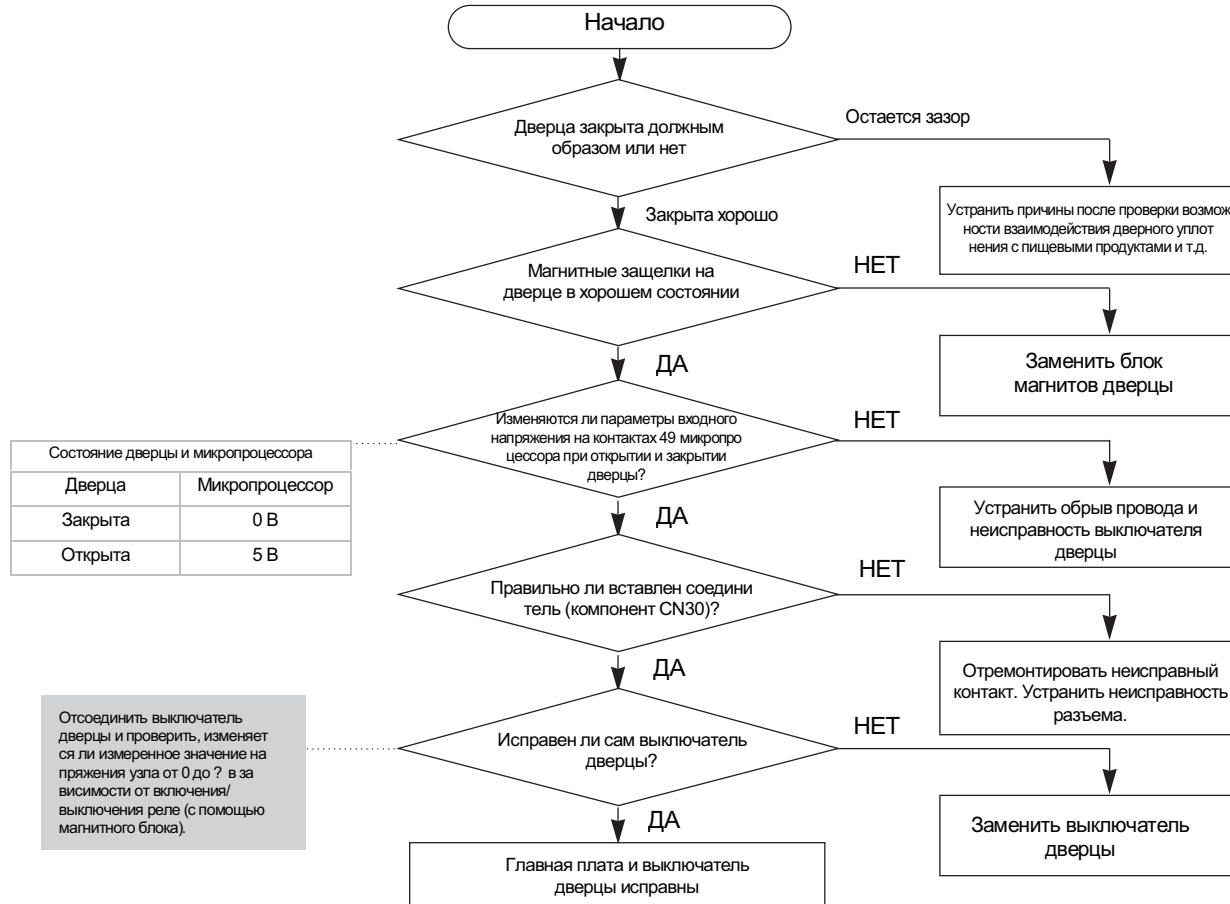 Начало
Дверца закрыта должным
образом или нет
Остается зазор
Устранить причины после проверки возмож
ности взаимодействия дверного уплот
нения с пищевыми продуктами и т.д.
Закрыта хорошо
Магнитные защелки на
дверце в хорошем состоянии
НЕТ
Заменить блок
магнитов дверцы
ДА
Изменяются ли параметры входного
напряжения на контактах 49 микропро
цессора при открытии и закрытии
дверцы?
НЕТ
Состояние дверцы и микропроцессора
Дверца Микропроцессор
Закрыта 0 В
Открыта 5 В
Устранить обрыв провода и
неисправность выключателя
дверцы
ДА
Правильно ли вставлен соедини
тель (компонент CN30)?
НЕТ
Отремонтировать неисправный
контакт. Устранить неисправность
разъема.
ДА
Отсоединить выключатель
дверцы и проверить, изменяет
ся ли измеренное значение на
пряжения узла от 0 до ? в за
висимости от включения/
выключения реле (с помощью
магнитного блока).
Исправен ли сам выключатель
дверцы?
НЕТ
Заменить выключатель
дверцы
ДА
Главная плата и выключатель
дверцы исправны